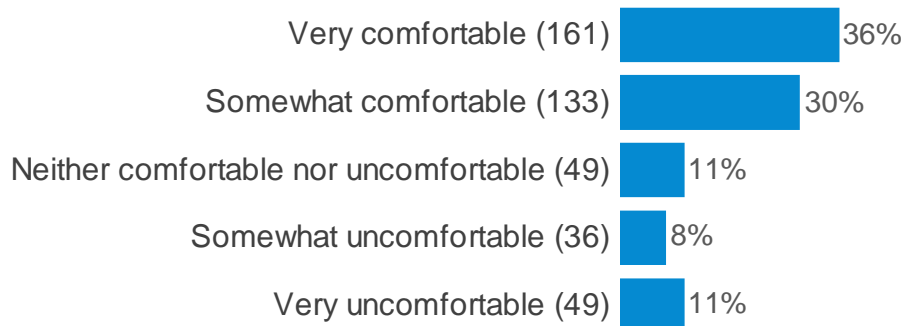 Very comfortable (161) 36%
Somewhat comfortable (133) 30%
Neither comfortable nor uncomfortable (49) 11%
Somewhat uncomfortable (36) 8%
Very uncomfortable (49) 11%